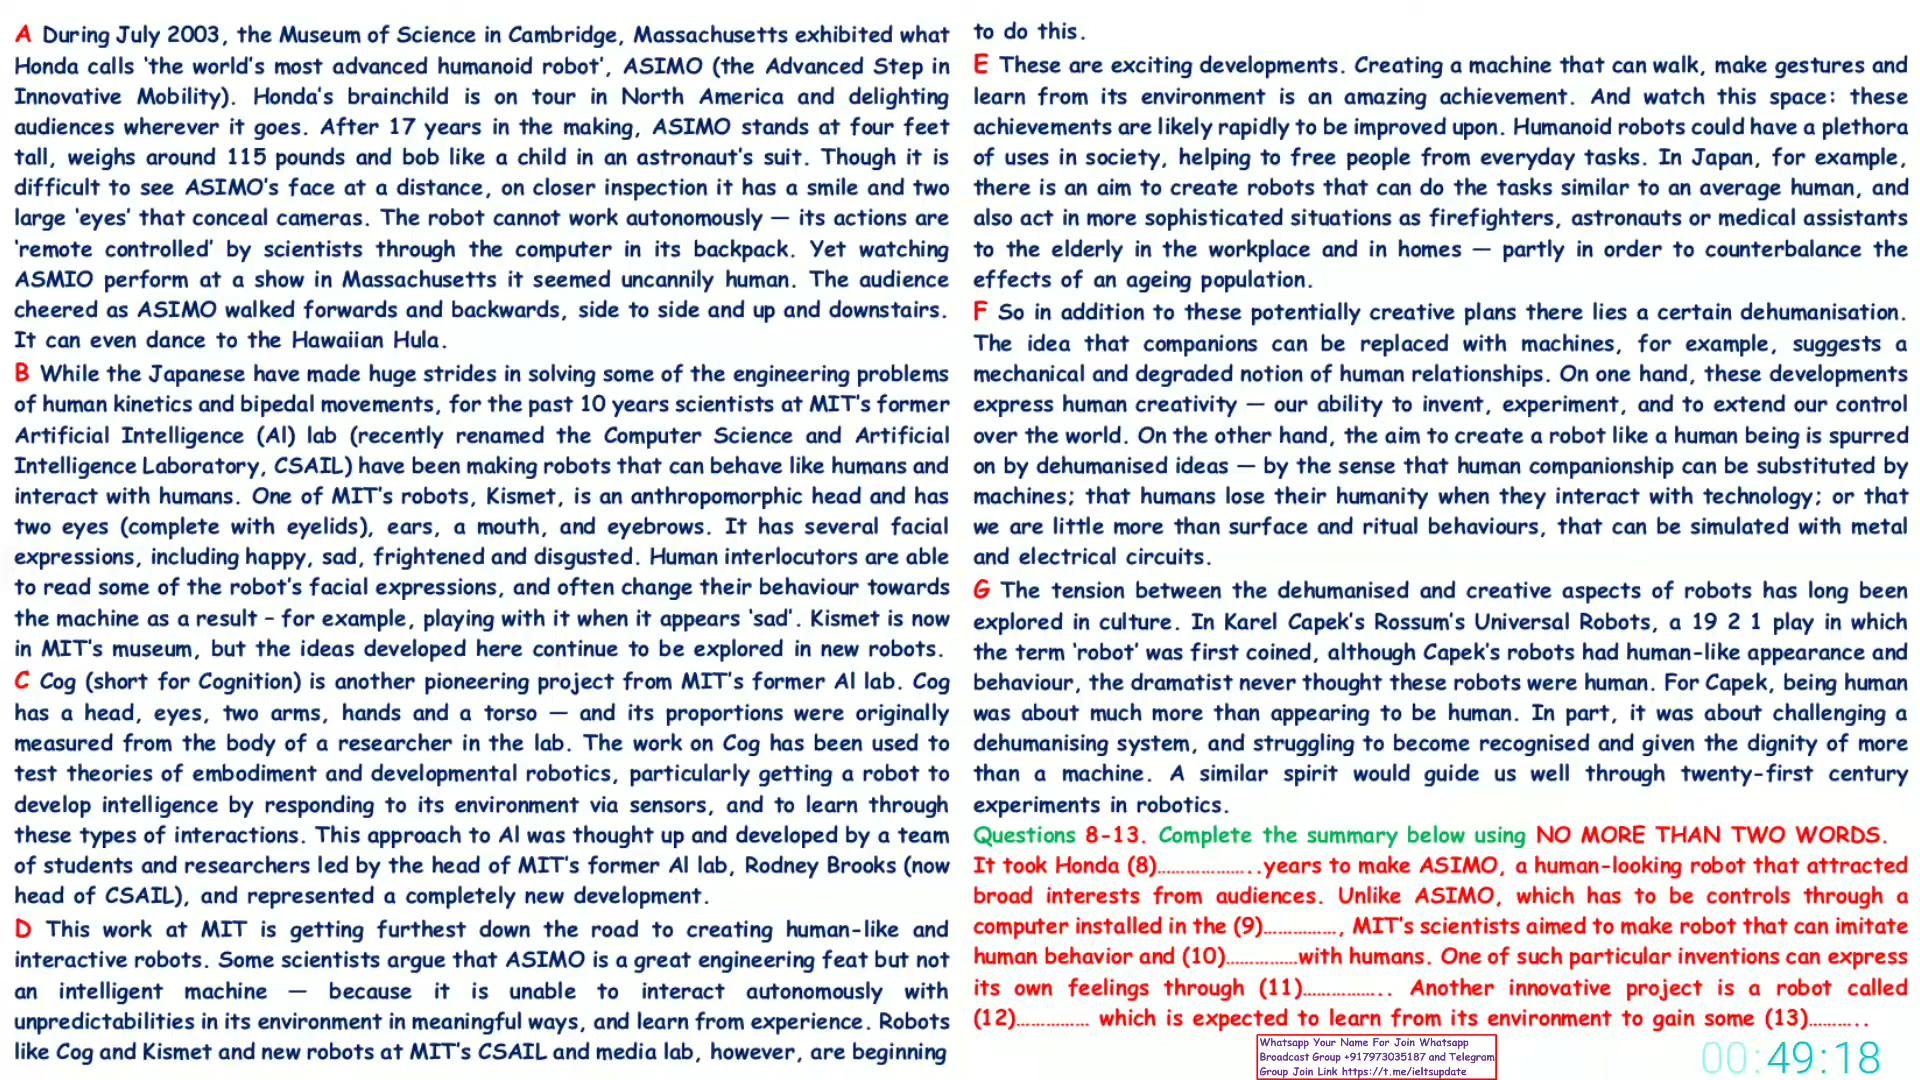 A During July 2003, the Museum of Science in Cambridge, Massachusetts exhibited what
Honda calls 'the world's most advanced humanoid robot', ASIMO (the Advanced Step in
Innovative Mobility). Honda's brainchild is on tour in North America and delighting
audiences wherever it goes. After 17 years in the making, ASIMO stands at four feet
tall, weighs around 115 pounds and bob like a child in an astronaut's suit. Though it is
difficult to see ASIMO's face at a distance, on closer inspection it has a smile and two
large 'eyes' that conceal cameras. The robot cannot work autonomously — its actions are
'remote controlled' by scientists through the computer in its backpack. Yet watching
ASMIO perform at a show in Massachusetts it seemed uncannily human. The audience
cheered as ASIMO walked forwards and backwards, side to side and up and downstairs.
It can even dance to the Hawaiian Hula.
B While the Japanese have made huge strides in solving some of the engineering problems
of human kinetics and bipedal movements, for the past 10 years scientists at MIT's former
Artificial Intelligence (Al) lab (recently renamed the Computer Science and Artificial
Intelligence Laboratory, CSAIL) have been making robots that can behave like humans and
interact with humans. One of MIT's robots, Kismet, is an anthropomorphic head and has
two eyes (complete with eyelids), ears, a mouth, and eyebrows. It has several facial
expressions, including happy, sad, frightened and disgusted. Human interlocutors are able
to read some of the robot's facial expressions, and often change their behaviour towards
the machine as a result – for example, playing with it when it appears 'sad'. Kismet is now
in MIT's museum, but the ideas developed here continue to be explored in new robots.
C Cog (short for Cognition) is another pioneering project from MIT's former Al lab. Cog
has a head, eyes, two arms, hands and a torso — and its proportions were originally
measured from the body of a researcher in the lab. The work on Cog has been used to
test theories of embodiment and developmental robotics, particularly getting a robot to
develop intelligence by responding to its environment via sensors, and to learn through
these types of interactions. This approach to Al was thought up and developed by a team
of students and researchers led by the head of MIT's former Al lab, Rodney Brooks (now
head of CSAIL), and represented a completely new development.
D This work at MIT is getting furthest down the road to creating human-like and
interactive robots. Some scientists argue that ASIMO is a great engineering feat but not
an intelligent machine — because it is unable to interact autonomously with
unpredictabilities in its environment in meaningful ways, and learn from experience. Robots
like Cog and Kismet and new robots at MIT's CSAIL and media lab, however, are beginning
to do this.
E These are exciting developments. Creating a machine that can walk, make gestures and
learn from its environment is an amazing achievement. And watch this space: these
achievements are likely rapidly to be improved upon. Humanoid robots could have a plethora
of uses in society, helping to free people from everyday tasks. In Japan, for example,
there is an aim to create robots that can do the tasks similar to an average human, and
also act in more sophisticated situations as firefighters, astronauts or medical assistants
to the elderly in the workplace and in homes — partly in order to counterbalance the
effects of an ageing population.
F So in addition to these potentially creative plans there lies a certain dehumanisation.
The idea that companions can be replaced with machines, for example, suggests a
mechanical and degraded notion of human relationships. On one hand, these developments
express human creativity — our ability to invent, experiment, and to extend our control
over the world. On the other hand, the aim to create a robot like a human being is spurred
on by dehumanised ideas — by the sense that human companionship can be substituted by
machines; that humans lose their humanity when they interact with technology; or that
we are little more than surface and ritual behaviours, that can be simulated with metal
and electrical circuits.
G The tension between the dehumanised and creative aspects of robots has long been
explored in culture. In Karel Capek's Rossum's Universal Robots, a 19 2 1 play in which
the term 'robot' was first coined, although Capek's robots had human-like appearance and
behaviour, the dramatist never thought these robots were human. For Capek, being human
was about much more than appearing to be human. In part, it was about challenging a
dehumanising system, and struggling to become recognised and given the dignity of more
than a machine. A similar spirit would guide us well through twenty-first century
experiments in robotics.
Questions 8-13. Complete the summary below using NO MORE THAN TWO WORDS.
It took Honda (8)....................years to make ASIMO, a human-looking robot that attracted
broad interests from audiences. Unlike ASIMO, which has to be controls through a
computer installed in the (9)..............., MIT's scientists aimed to make robot that can imitate
human behavior and (10)..............with humans. One of such particular inventions can express
its own feelings through (11)................. Another innovative project is a robot called
(12)............... which is expected to learn from its environment to gain some (13)...........
Whatsapp Your Name For Join Whatsapp
Broadcast Group +917973035187 and Telegram
Group Join Link https://t.me/ieltsupdate
00:49:18